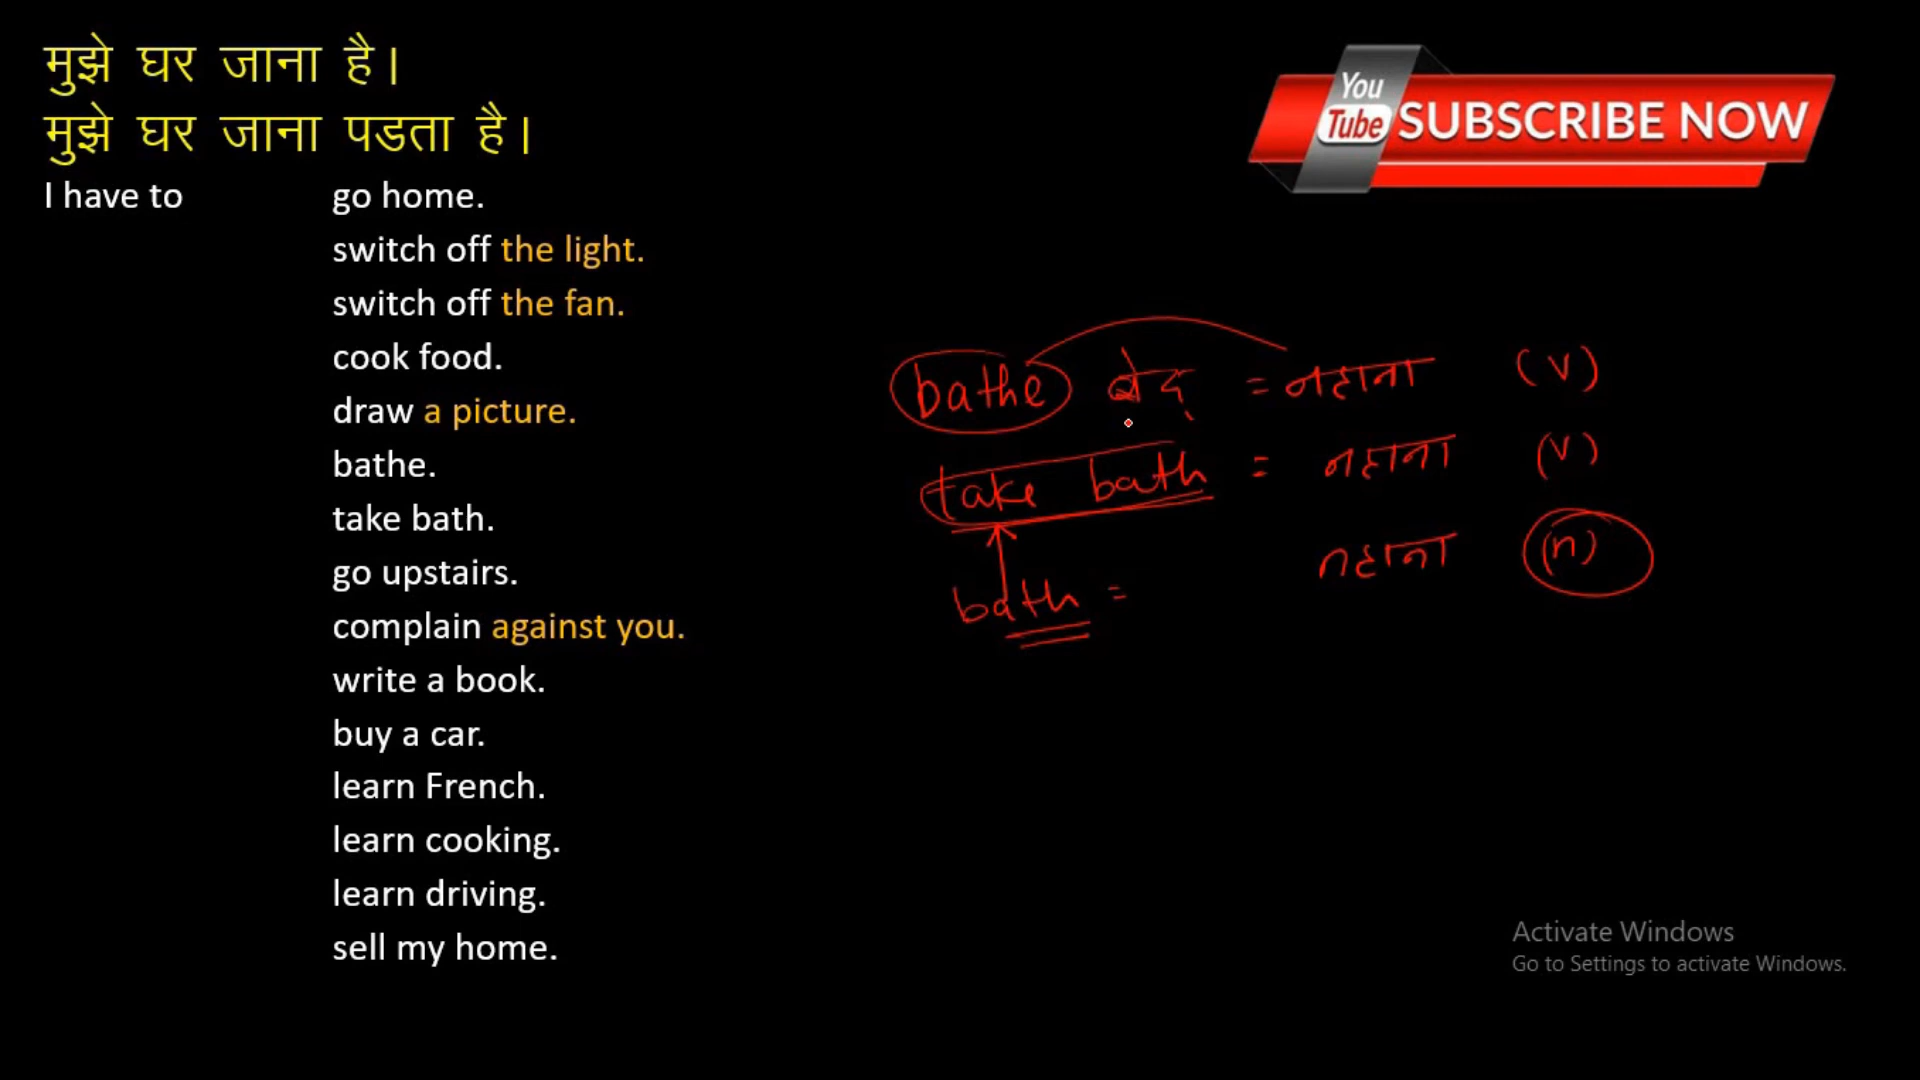 मुझे घर जाना है।
मुझे घर जाना पडता है।
I have to go home.
switch off the light.
switch off the fan.
cook food.
draw a picture.
bathe.
take bath.
go upstairs.
complain against you.
write a book.
buy a car.
learn French.
learn cooking.
learn driving.
sell my home.
You
Tube SUBSCRIBE NOW
bathe = नहाना (v)
take bath = नहाना (v)
bath = नहाना (n)
Activate Windows
Go to Settings to activate Windows.